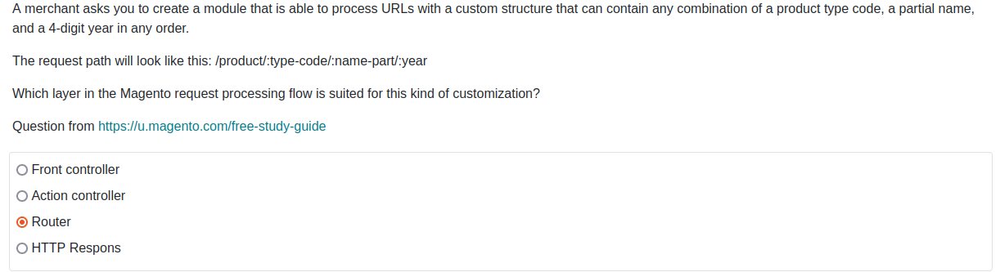 A merchant asks you to create a module that is able to process URLs with a custom structure that can contain any combination of a product type code, a partial name,
and a 4-digit year in any order.
The request path will look like this: /product/:type-code/:name-part/:year
Which layer in the Magento request processing flow is suited for this kind of customization?
Question from https://u.magento.com/free-study-guide
Front controller
Action controller
Router
HTTP Respons